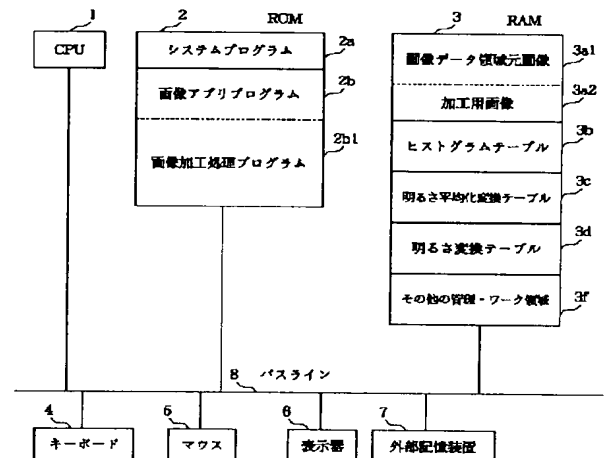 1
CPU
2
ROM
システムプログラム
2a
画像アプリプログラム
2b
画像加工処理プログラム
2b1
3
RAM
画像データ領域元画像
3a1
加工用画像
3a2
ヒストグラムテーブル
3b
明るさ平均化変換テーブル
3c
明るさ変換テーブル
3d
その他の管理・ワーク領域
3f
8
バスライン
4
キーボード
5
マウス
6
表示器
7
外部記憶装置